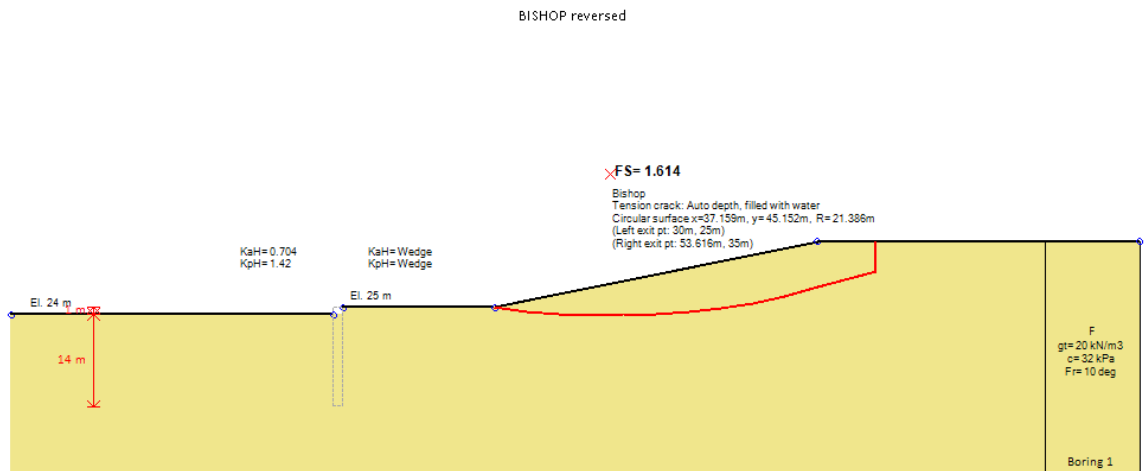 BISHOP reversed
FS= 1.614
Bishop
Tension crack: Auto depth, filled with water
Circular surface x=37.159m, y= 45.152m, R= 21.386m
(Left exit pt: 30m, 25m)
(Right exit pt: 53.616m, 35m)
KaH= 0.704
KpH= 1.42
KaH= Wedge
KpH= Wedge
El. 24 m
El. 25 m
1 m
14 m
F
gt= 20 kN/m3
c= 32 kPa
Fr= 10 deg
Boring 1